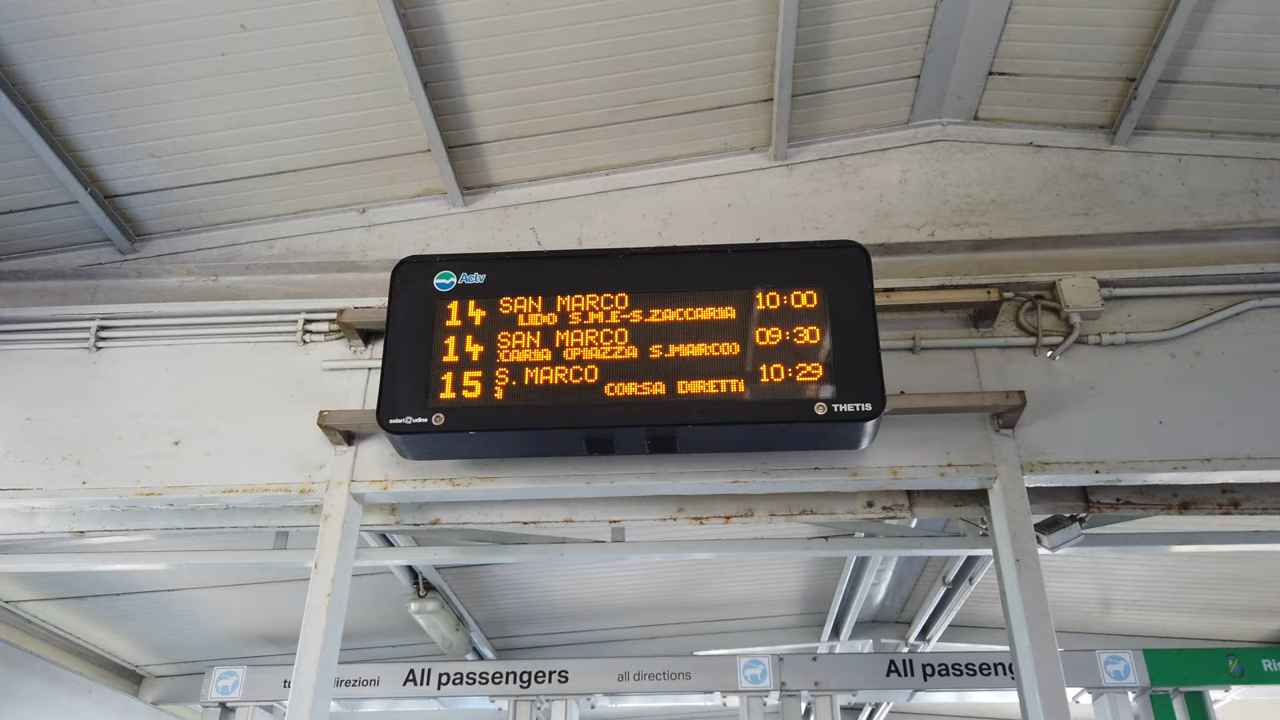 Actv
14 SAN MARCO 10:00
LIDO S.M.E-S.ZACCARIA
14 SAN MARCO 09:30
CARIA (PIAZZA S.MARCO)
15 S.MARCO 10:29
CORSA DIRETT
solari udine
THETIS
direzioni All passengers all directions All passeng